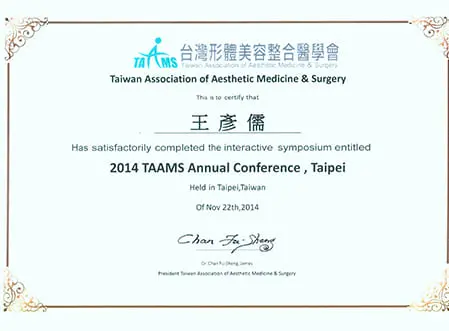 TAAMS 台灣形體美容整合醫學會
Taiwan Association of Aesthetic Medicine & Surgery
Taiwan Association of Aesthetic Medicine & Surgery
This is to certify that
王彥儒
Has satisfactorily completed the interactive symposium entitled
2014 TAAMS Annual Conference , Taipei
Held in Taipei,Taiwan
Of Nov 22th,2014
Chan Fu-Sheng
Dr. Chan Fu-Sheng, James
President Taiwan Association of Aesthetic Medicine & Surgery